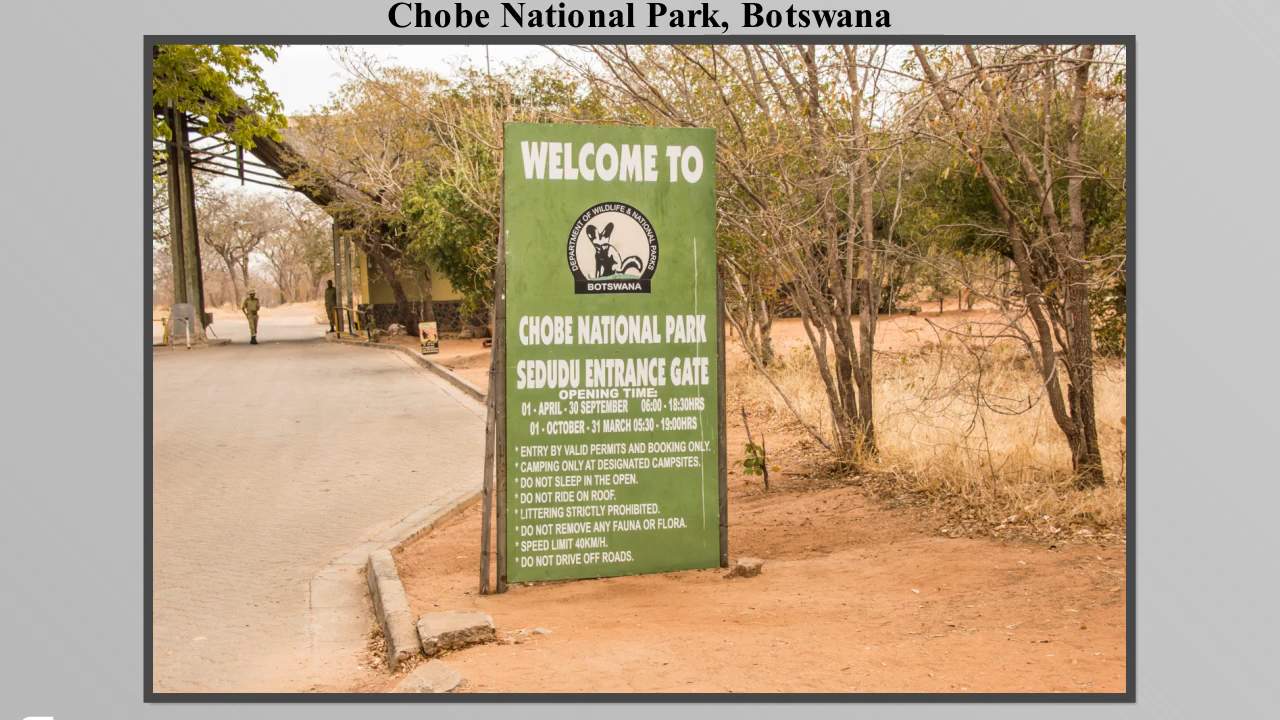 Chobe National Park, Botswana
WELCOME TO
DEPARTMENT OF WILDLIFE & NATIONAL PARKS
BOTSWANA
CHOBE NATIONAL PARK
SEDUDU ENTRANCE GATE
OPENING TIME:
01 - APRIL - 30 SEPTEMBER 06:00 - 18:30HRS
01 - OCTOBER - 31 MARCH 05:30 - 19:00HRS
* ENTRY BY VALID PERMITS AND BOOKING ONLY.
* CAMPING ONLY AT DESIGNATED CAMPSITES.
* DO NOT SLEEP IN THE OPEN.
* DO NOT RIDE ON ROOF.
* LITTERING STRICTLY PROHIBITED.
* DO NOT REMOVE ANY FAUNA OR FLORA.
* SPEED LIMIT 40KM/H.
* DO NOT DRIVE OFF ROADS.